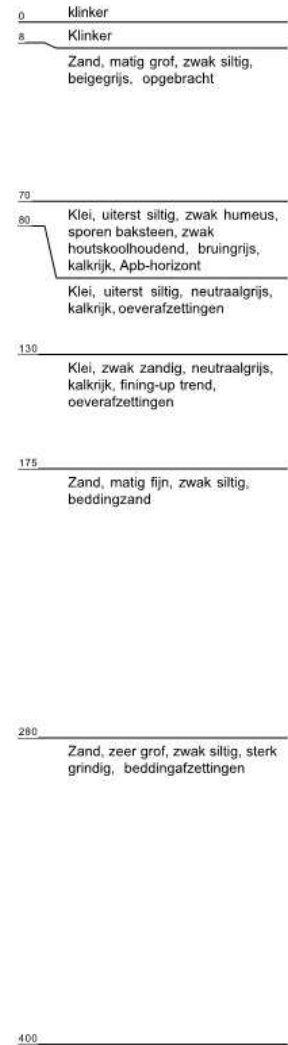 0 klinker
8 Klinker
Zand, matig grof, zwak siltig,
beigegrijs, opgebracht
70
80 Klei, uiterst siltig, zwak humeus,
sporen baksteen, zwak
houtskoolhoudend, bruingrijs,
kalkrijk, Apb-horizont
Klei, uiterst siltig, neutraalgrijs,
kalkrijk, oeverafzettingen
130
Klei, zwak zandig, neutraalgrijs,
kalkrijk, fining-up trend,
oeverafzettingen
175
Zand, matig fijn, zwak siltig,
beddingzand
280
Zand, zeer grof, zwak siltig, sterk
grindig, beddingafzettingen
400